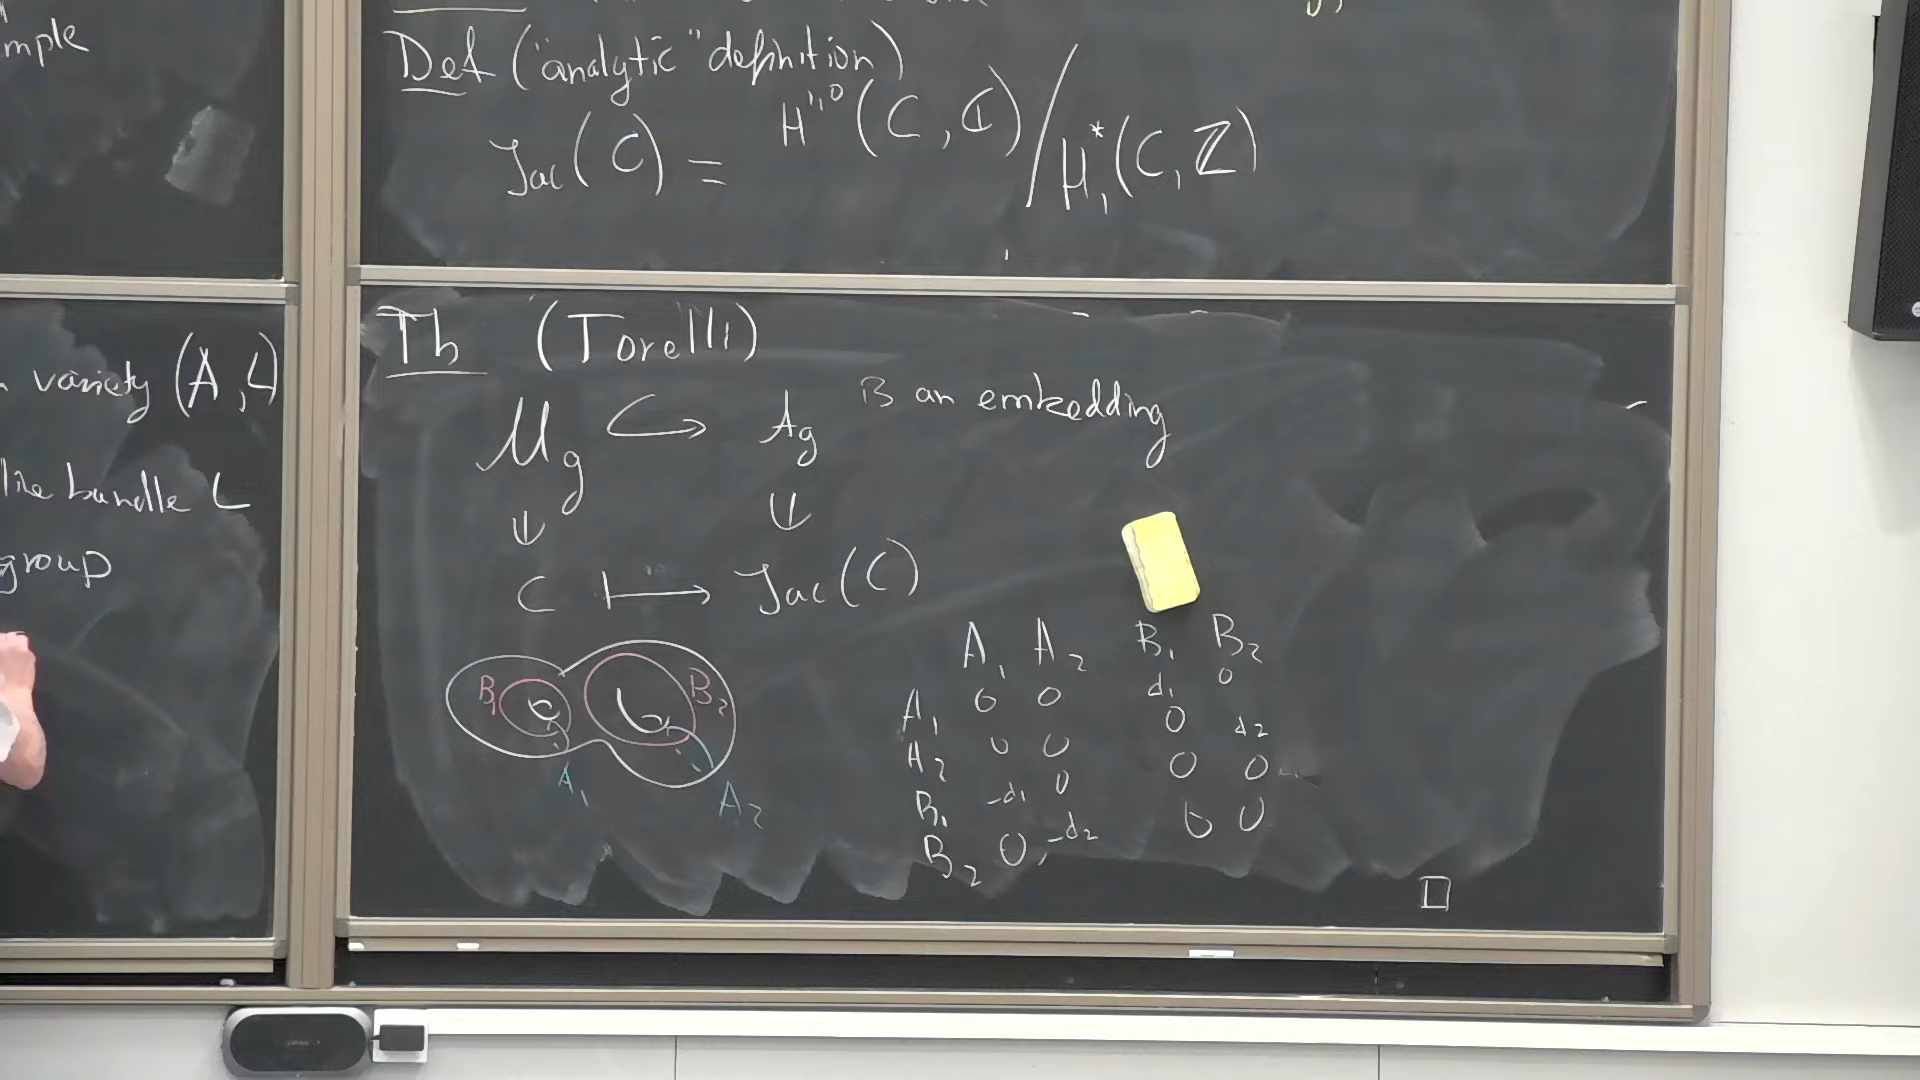 mple
variety (A, L)
line bundle L
group
Def ("analytic" definition)
Jac(C) = H^{1,0}(C, ℂ) / H_1^*(C, ℤ)
Th (Torelli)
M_g ↪ A_g is an embedding
C ↦ Jac(C)
B_1 B_2
A_1 A_2
A_1 A_2 B_1 B_2
A_1 0 0 d_1 0
A_2 0 0 0 d_2
B_1 -d_1 0 0 0
B_2 0 -d_2 0 0
□